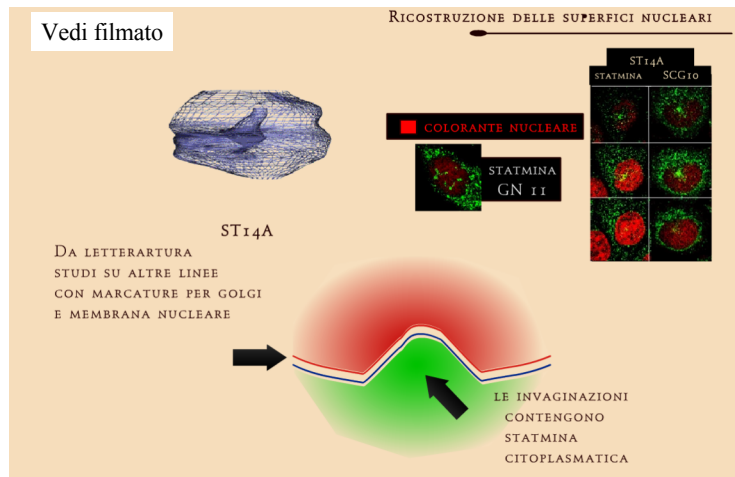 Vedi filmato
Ricostruzione delle superfici nucleari
ST14A
STATMINA SCG10
COLORANTE NUCLEARE
STATMINA
GN 11
ST14A
Da letterartura
studi su altre linee
con marcature per Golgi
e membrana nucleare
le invaginazioni
contengono
statmina
citoplasmatica